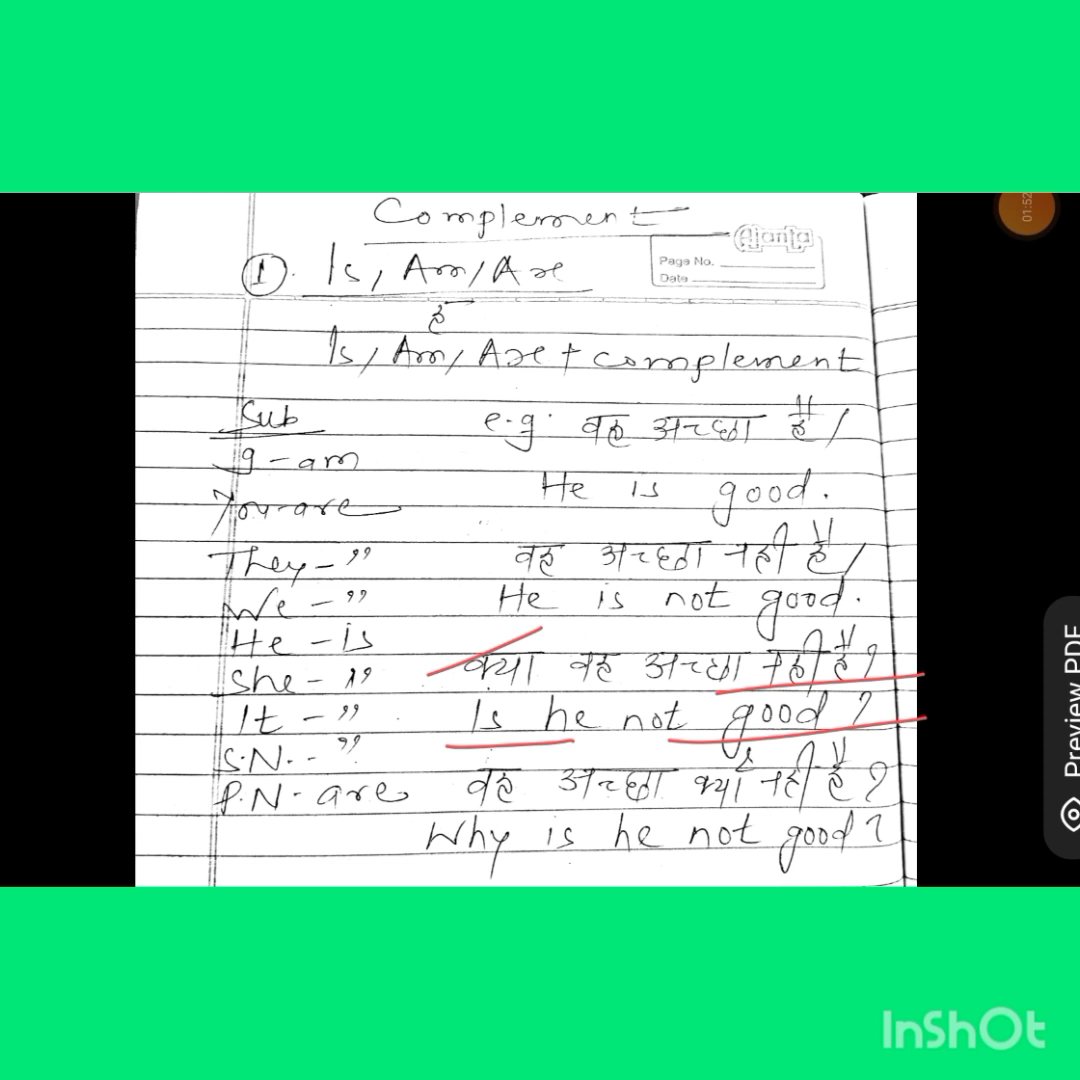 Complement
Ajanta
Page No.
Date
1. Is, Am/Are
है
Is, Am, Are + complement
Sub
e.g. वह अच्छा है /
I - am
He is good.
You - are
They - ”
वह अच्छा नही है /
We - ”
He is not good.
He - is
क्या वह अच्छा नही है ?
She - ”
It - ”
Is he not good ?
S.N. - ”
P.N - are
वह अच्छा क्यों नही है ?
Why is he not good ?
01:52
Preview PDF
InShOt